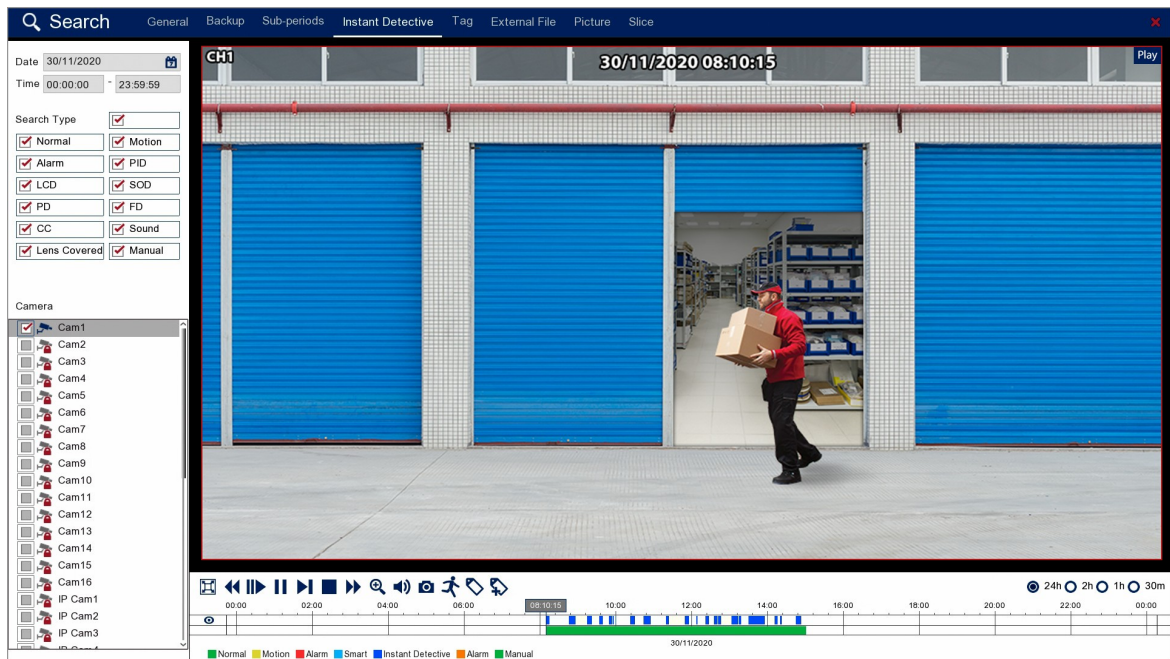 Search General Backup Sub-periods Instant Detective Tag External File Picture Slice
Date 30/11/2020
Time 00:00:00 - 23:59:59
Search Type
Normal Motion
Alarm PID
LCD SOD
PD FD
CC Sound
Lens Covered Manual
Camera
Cam1
Cam2
Cam3
Cam4
Cam5
Cam6
Cam7
Cam8
Cam9
Cam10
Cam11
Cam12
Cam13
Cam14
Cam15
Cam16
IP Cam1
IP Cam2
IP Cam3
CH1 30/11/2020 08:10:15 Play
24h 2h 1h 30m
00:00 02:00 04:00 06:00 08:10:15 10:00 12:00 14:00 16:00 18:00 20:00 22:00 00:00
30/11/2020
Normal Motion Alarm Smart Instant Detective Alarm Manual